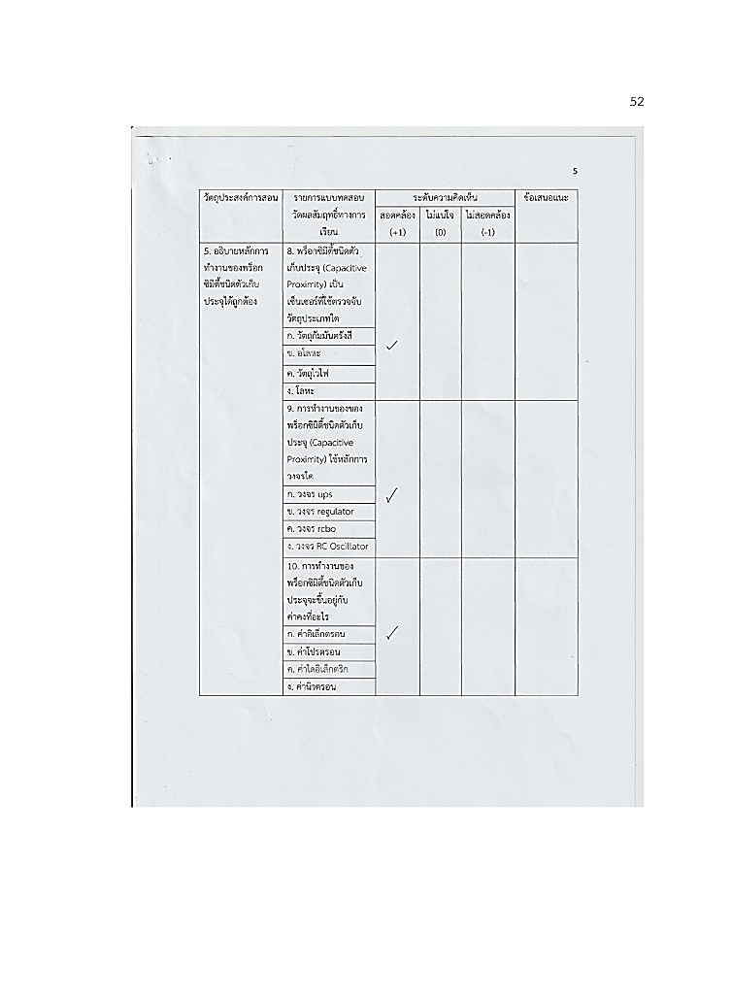 52
5
วัตถุประสงค์การสอน
รายการแบบทดสอบ
วัดผลสัมฤทธิ์ทางการ
เรียน
ระดับความคิดเห็น
ข้อเสนอแนะ
สอดคล้อง
(+1)
ไม่แน่ใจ
(0)
ไม่สอดคล้อง
(-1)
5. อธิบายหลักการ
ทำงานของพร็อก
ซิมิตี้ชนิดตัวเก็บ
ประจุได้ถูกต้อง
8. พร็อกซิมิตี้ชนิดตัว
เก็บประจุ (Capacitive
Proximity) เป็น
เซ็นเซอร์ที่ใช้ตรวจจับ
วัตถุประเภทใด
ก. วัตถุกัมมันตรังสี
ข. อโลหะ
ค. วัตถุไวไฟ
ง. โลหะ
✓
9. การทำงานของของ
พร็อกซิมิตี้ชนิดตัวเก็บ
ประจุ (Capacitive
Proximity) ใช้หลักการ
วงจรใด
ก. วงจร ups
ข. วงจร regulator
ค. วงจร rcbo
ง. วงจร RC Oscillator
✓
10. การทำงานของ
พร็อกซิมิตี้ชนิดตัวเก็บ
ประจุจะขึ้นอยู่กับ
ค่าคงที่อะไร
ก. ค่าอิเล็กตรอน
ข. ค่าโปรตรอน
ค. ค่าไดอิเล็กตริก
ง. ค่านิวตรอน
✓